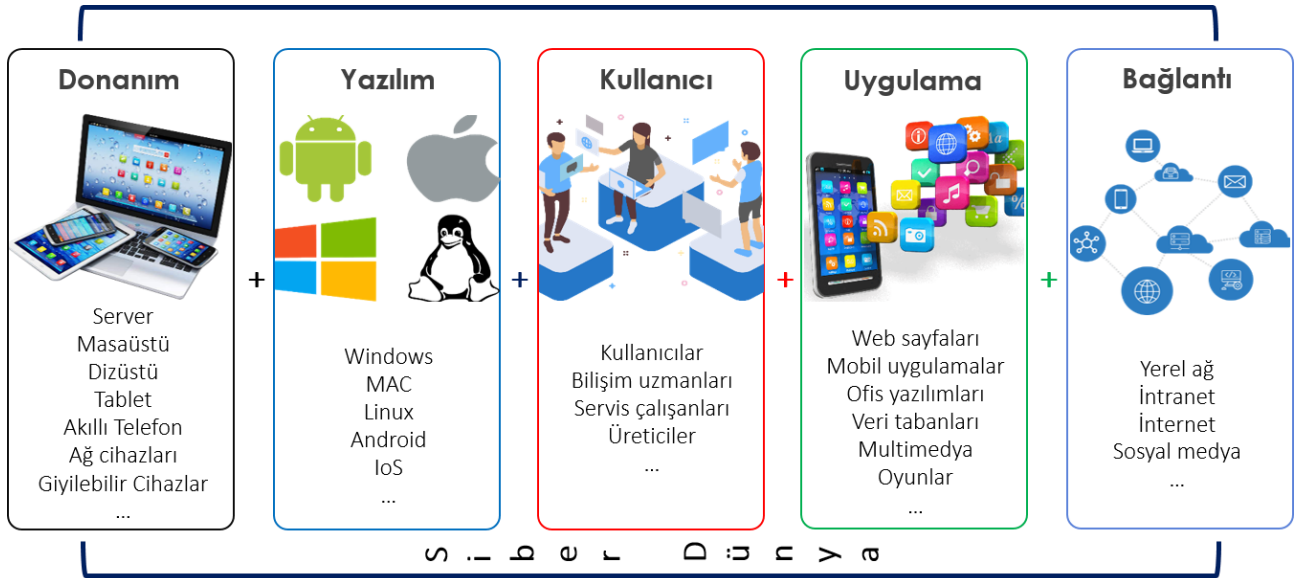 Donanım
Server
Masaüstü
Dizüstü
Tablet
Akıllı Telefon
Ağ cihazları
Giyilebilir Cihazlar
...
+
Yazılım
Windows
MAC
Linux
Android
IoS
...
+
Kullanıcı
Kullanıcılar
Bilişim uzmanları
Servis çalışanları
Üreticiler
...
+
Uygulama
Web sayfaları
Mobil uygulamalar
Ofis yazılımları
Veri tabanları
Multimedya
Oyunlar
...
+
Bağlantı
Yerel ağ
İntranet
İnternet
Sosyal medya
...
Siber Dünya